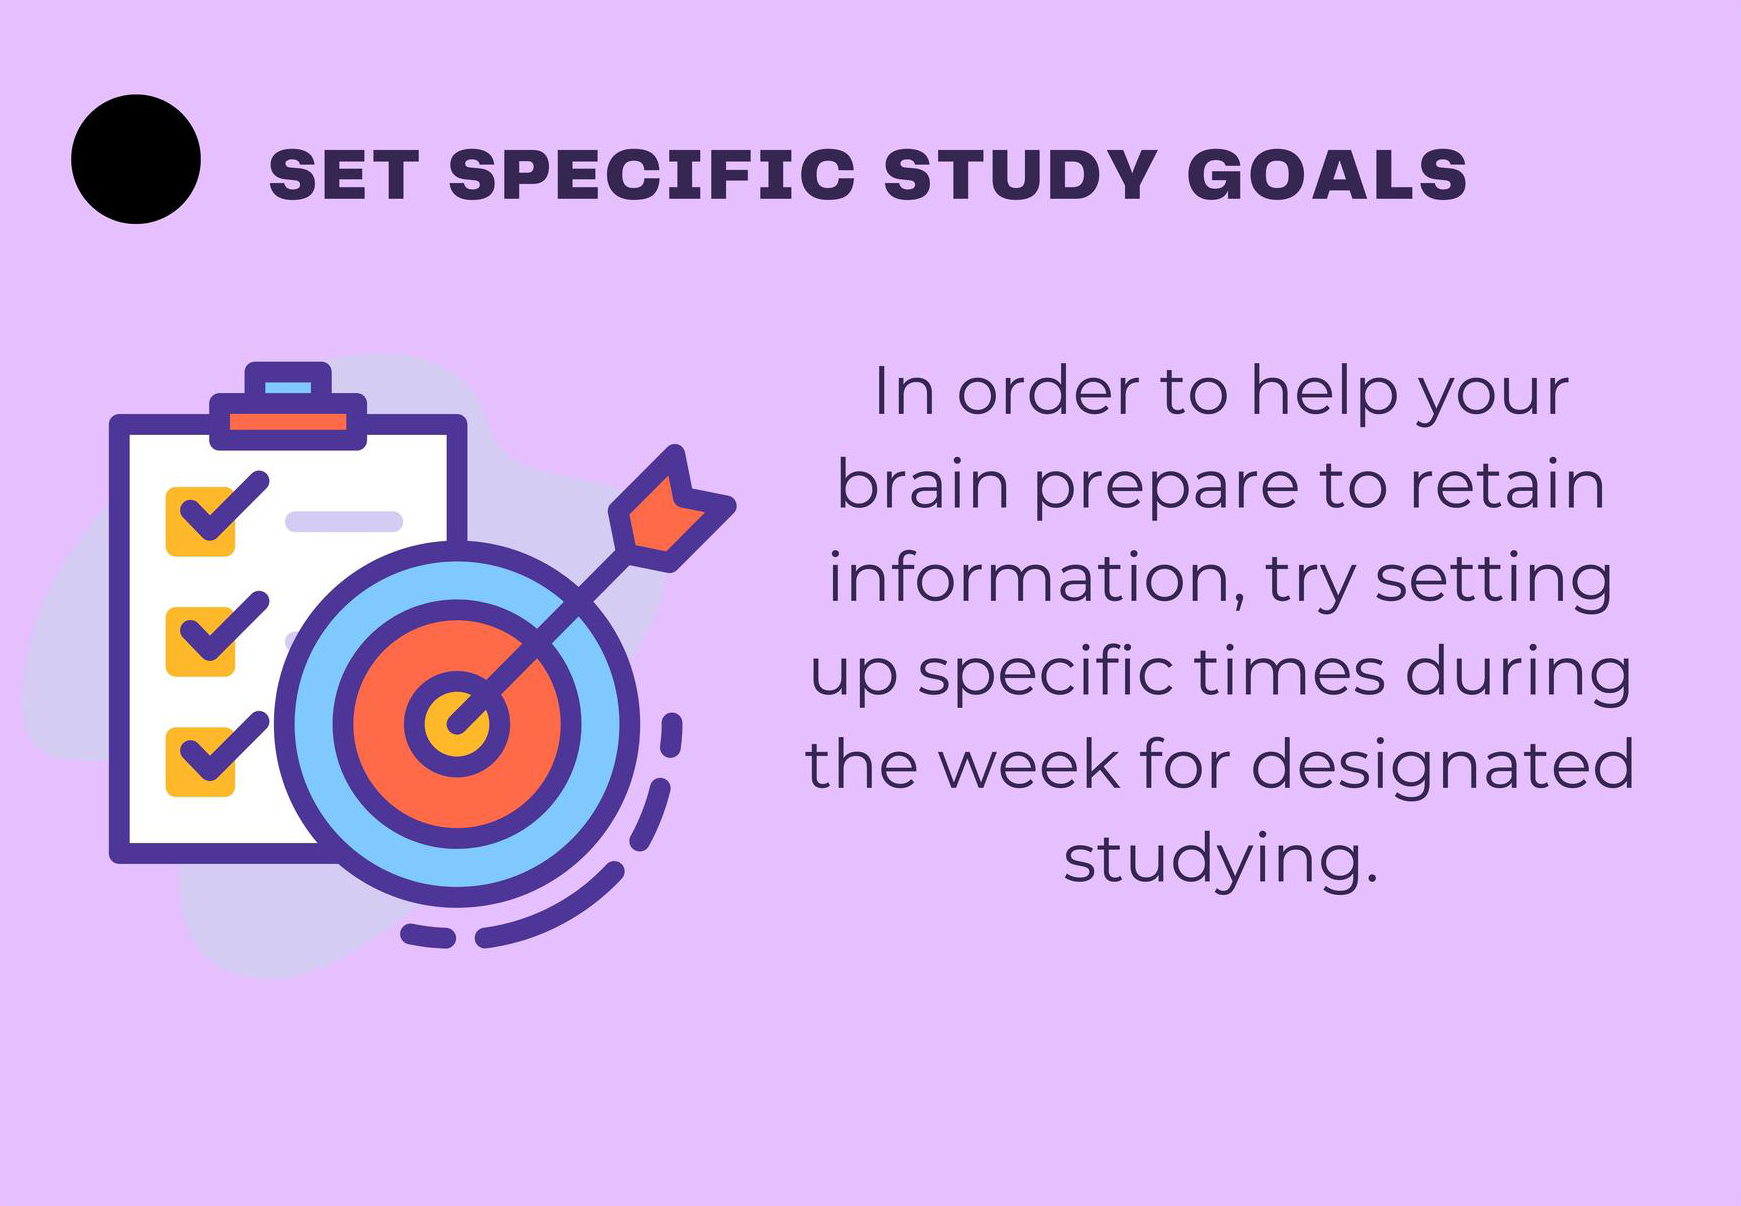 SET SPECIFIC STUDY GOALS
In order to help your
brain prepare to retain
information, try setting
up specific times during
the week for designated
studying.